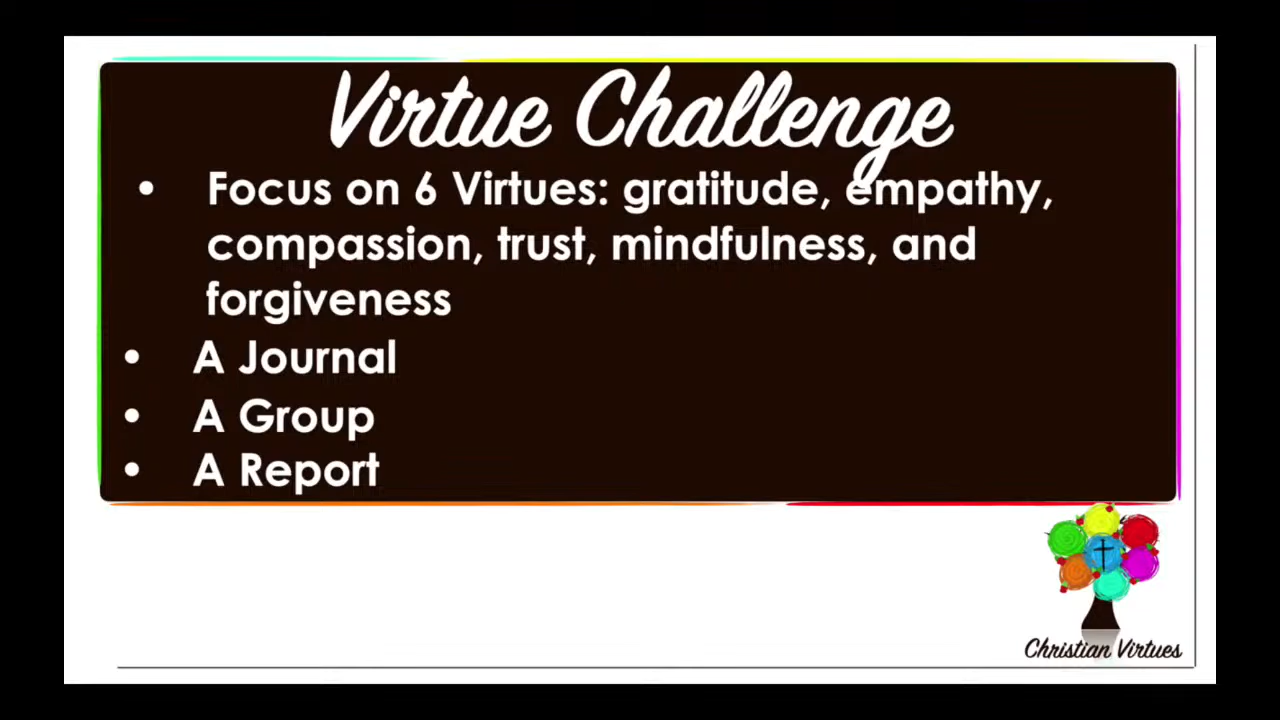 Virtue Challenge
• Focus on 6 Virtues: gratitude, empathy,
compassion, trust, mindfulness, and
forgiveness
• A Journal
• A Group
• A Report
Christian Virtues